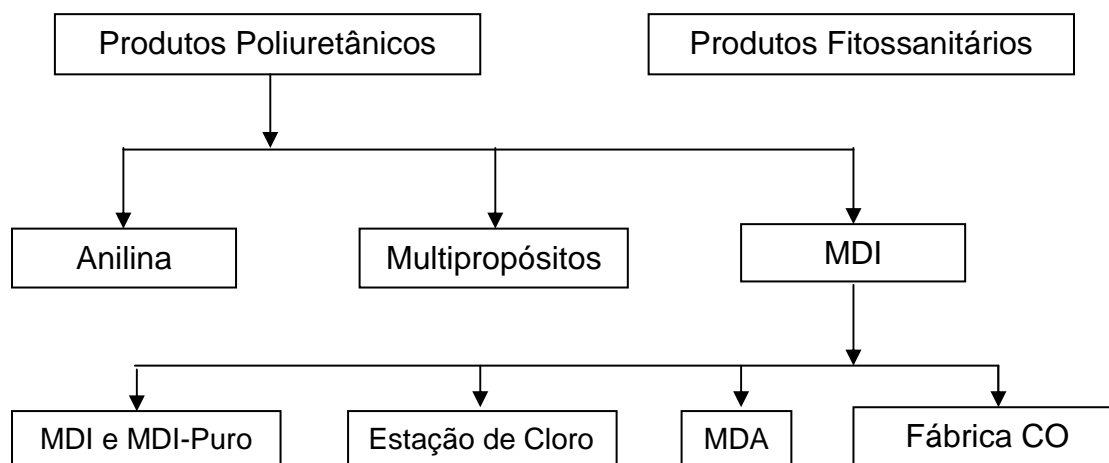 Produtos Poliuretânicos
Produtos Fitossanitários
Anilina
Multipropósitos
MDI
MDI e MDI-Puro
Estação de Cloro
MDA
Fábrica CO